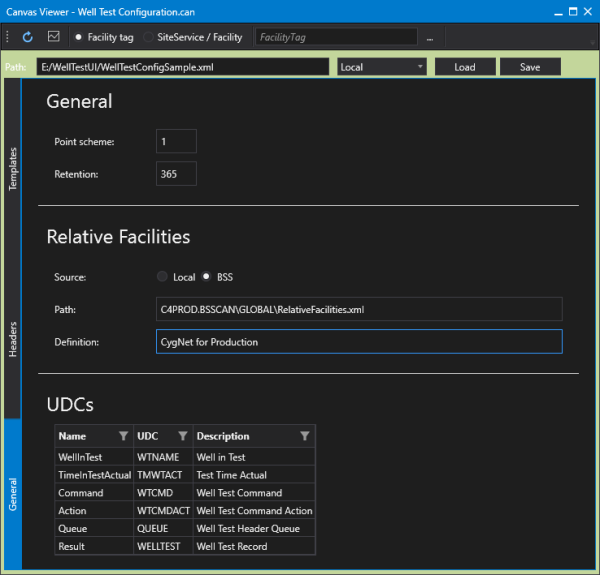 Canvas Viewer - Well Test Configuration.can
Facility tag SiteService / Facility FacilityTag ...
Path: E:/WellTestUI/WellTestConfigSample.xml Local Load Save
Templates
Headers
General
General
Point scheme: 1
Retention: 365
Relative Facilities
Source: Local BSS
Path: C4PROD.BSSCAN\GLOBAL\RelativeFacilities.xml
Definition: CygNet for Production
UDCs
Name UDC Description
WellInTest WTNAME Well in Test
TimeInTestActual TMWTACT Test Time Actual
Command WTCMD Well Test Command
Action WTCMDACT Well Test Command Action
Queue QUEUE Well Test Header Queue
Result WELLTEST Well Test Record